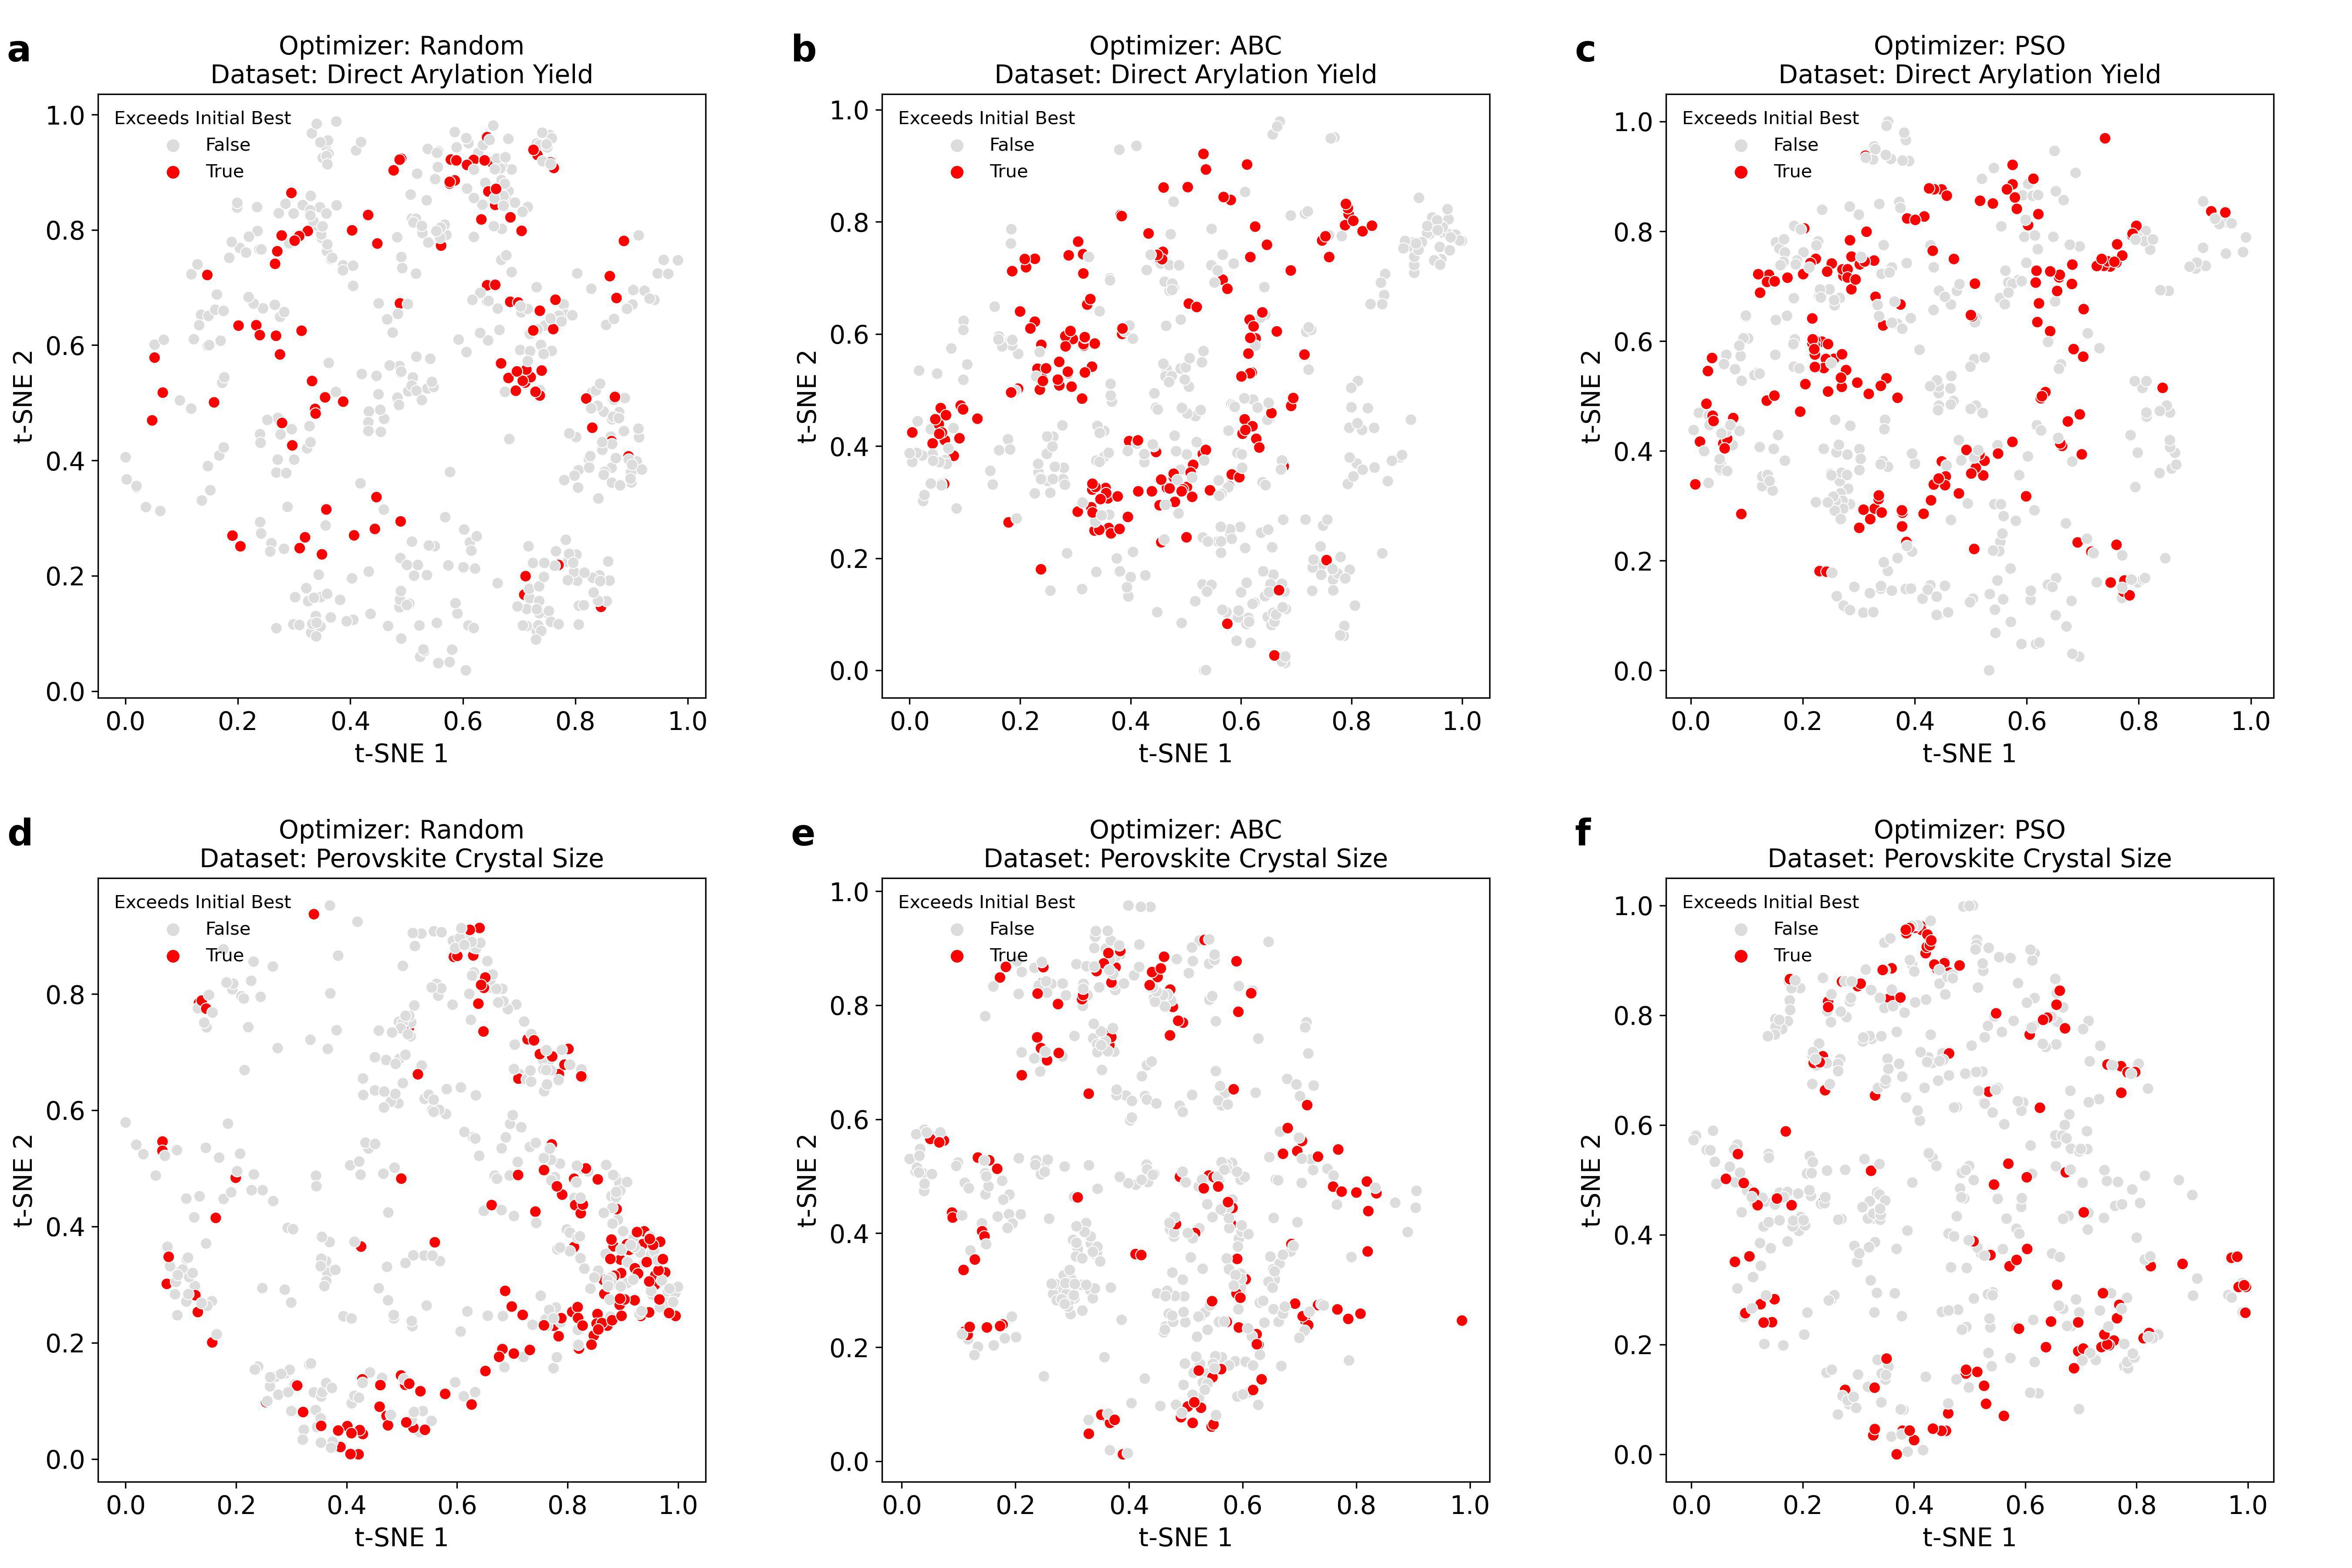 a
Optimizer: Random
Dataset: Direct Arylation Yield
Exceeds Initial Best
False
True
1.0
0.8
0.6
0.4
0.2
0.0
t-SNE 2
0.0 0.2 0.4 0.6 0.8 1.0
t-SNE 1
b
Optimizer: ABC
Dataset: Direct Arylation Yield
Exceeds Initial Best
False
True
1.0
0.8
0.6
0.4
0.2
0.0
t-SNE 2
0.0 0.2 0.4 0.6 0.8 1.0
t-SNE 1
c
Optimizer: PSO
Dataset: Direct Arylation Yield
Exceeds Initial Best
False
True
1.0
0.8
0.6
0.4
0.2
0.0
t-SNE 2
0.0 0.2 0.4 0.6 0.8 1.0
t-SNE 1
d
Optimizer: Random
Dataset: Perovskite Crystal Size
Exceeds Initial Best
False
True
0.8
0.6
0.4
0.2
0.0
t-SNE 2
0.0 0.2 0.4 0.6 0.8 1.0
t-SNE 1
e
Optimizer: ABC
Dataset: Perovskite Crystal Size
Exceeds Initial Best
False
True
1.0
0.8
0.6
0.4
0.2
0.0
t-SNE 2
0.0 0.2 0.4 0.6 0.8 1.0
t-SNE 1
f
Optimizer: PSO
Dataset: Perovskite Crystal Size
Exceeds Initial Best
False
True
1.0
0.8
0.6
0.4
0.2
0.0
t-SNE 2
0.0 0.2 0.4 0.6 0.8 1.0
t-SNE 1